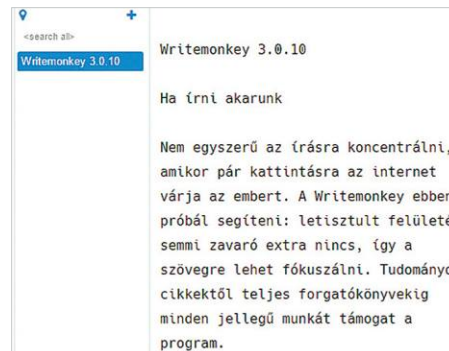 <search all>
Writemonkey 3.0.10
Writemonkey 3.0.10
Ha írni akarunk
Nem egyszerű az írásra koncentrálni,
amikor pár kattintásra az internet
várja az embert. A Writemonkey ebben
próbál segíteni: letisztult felületé
semmi zavaró extra nincs, így a
szövegre lehet fókuszálni. Tudományo
cikkektől teljes forgatókönyvekig
minden jellegű munkát támogat a
program.